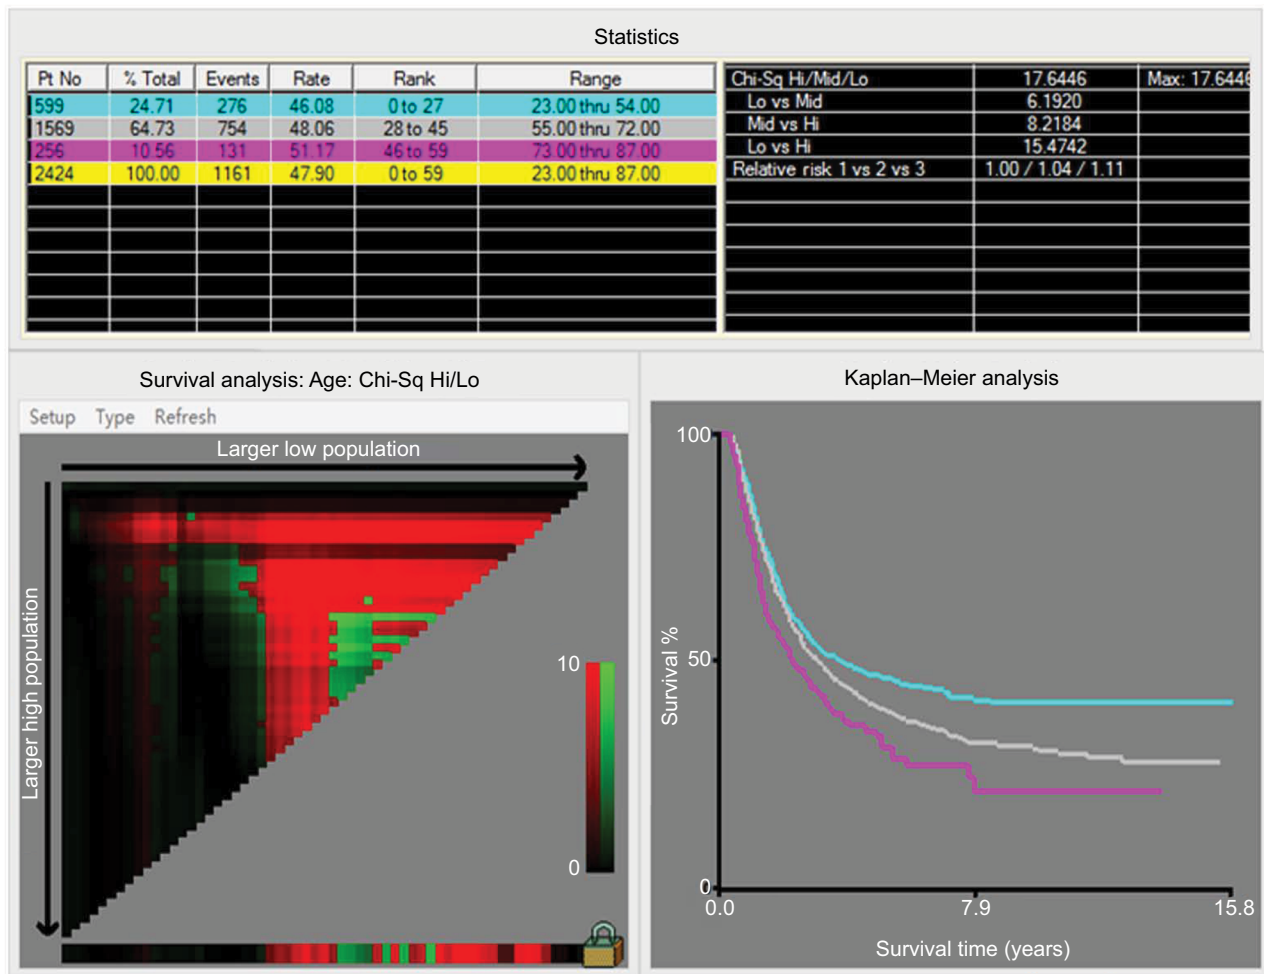 Statistics
Pt No % Total Events Rate Rank Range
599 24.71 276 46.08 0 to 27 23.00 thru 54.00
1569 64.73 754 48.06 28 to 45 55.00 thru 72.00
256 10.56 131 51.17 46 to 59 73.00 thru 87.00
2424 100.00 1161 47.90 0 to 59 23.00 thru 87.00
Chi-Sq Hi/Mid/Lo 17.6446 Max: 17.6446
Lo vs Mid 6.1920
Mid vs Hi 8.2184
Lo vs Hi 15.4742
Relative risk 1 vs 2 vs 3 1.00 / 1.04 / 1.11
Survival analysis: Age: Chi-Sq Hi/Lo
Setup Type Refresh
Larger low population
Larger high population
10
0
Kaplan–Meier analysis
100
50
0
Survival %
0.0 7.9 15.8
Survival time (years)